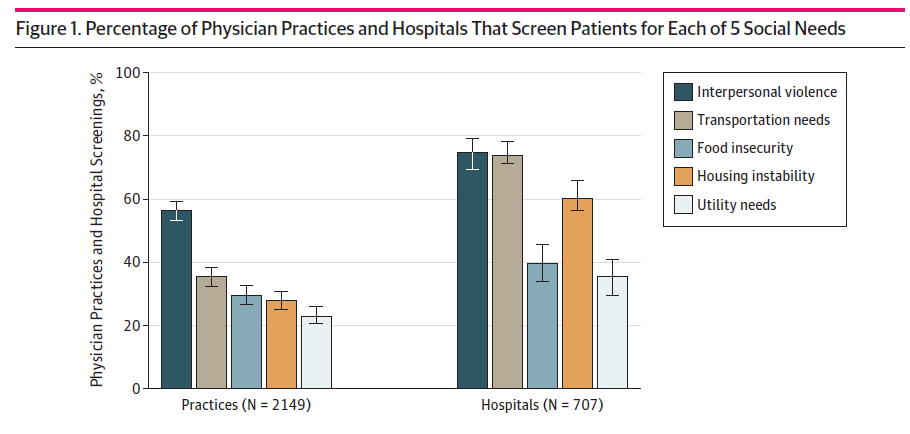 Figure 1. Percentage of Physician Practices and Hospitals That Screen Patients for Each of 5 Social Needs
Physician Practices and Hospital Screenings, %
100
80
60
40
20
0
Practices (N = 2149)
Hospitals (N = 707)
Interpersonal violence
Transportation needs
Food insecurity
Housing instability
Utility needs